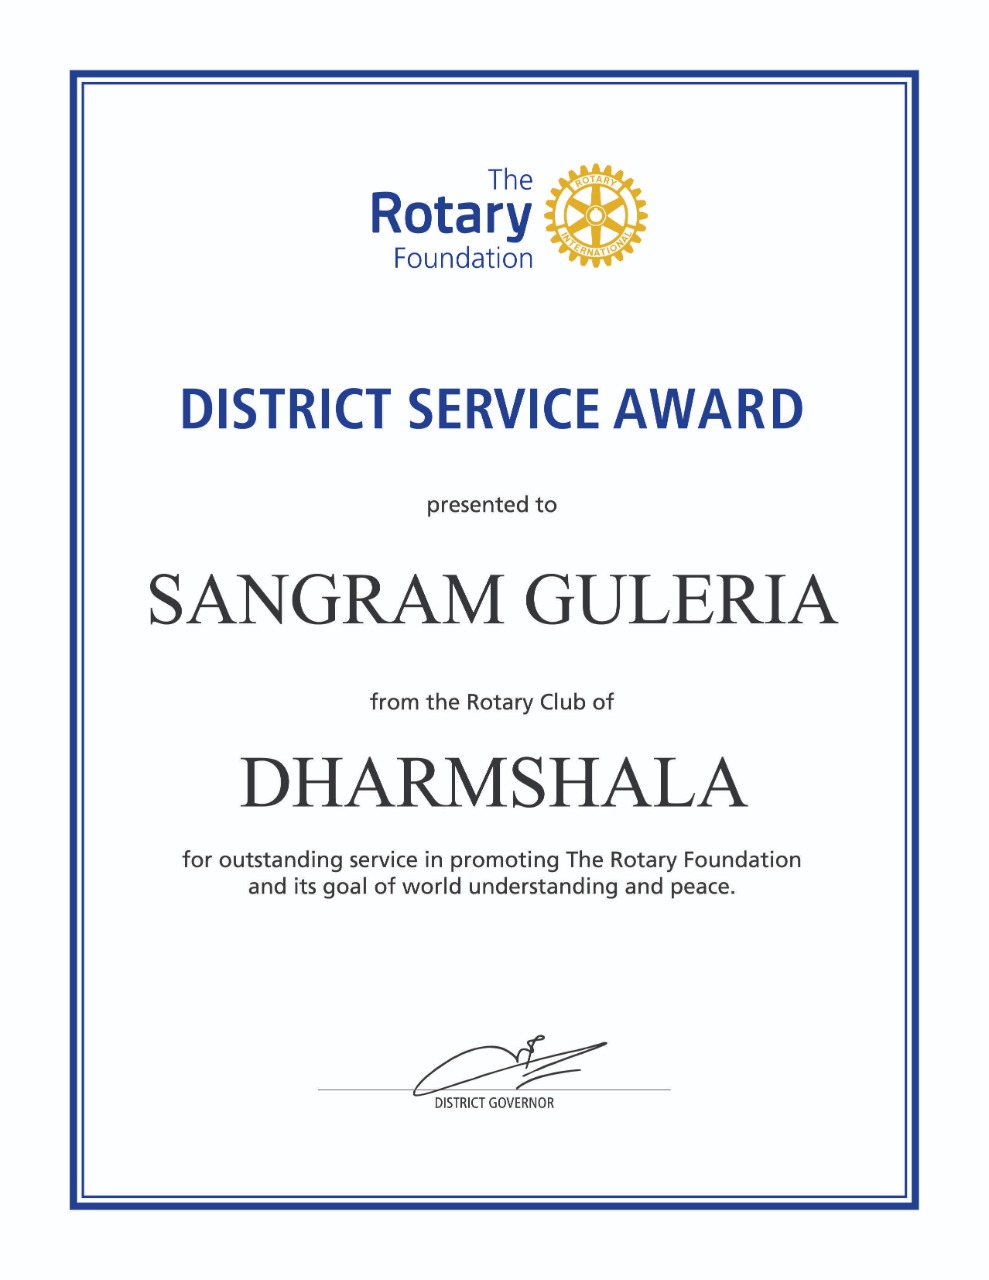 The
Rotary
Foundation
ROTARY
INTERNATIONAL
DISTRICT SERVICE AWARD
presented to
SANGRAM GULERIA
from the Rotary Club of
DHARMSHALA
for outstanding service in promoting The Rotary Foundation
and its goal of world understanding and peace.
DISTRICT GOVERNOR